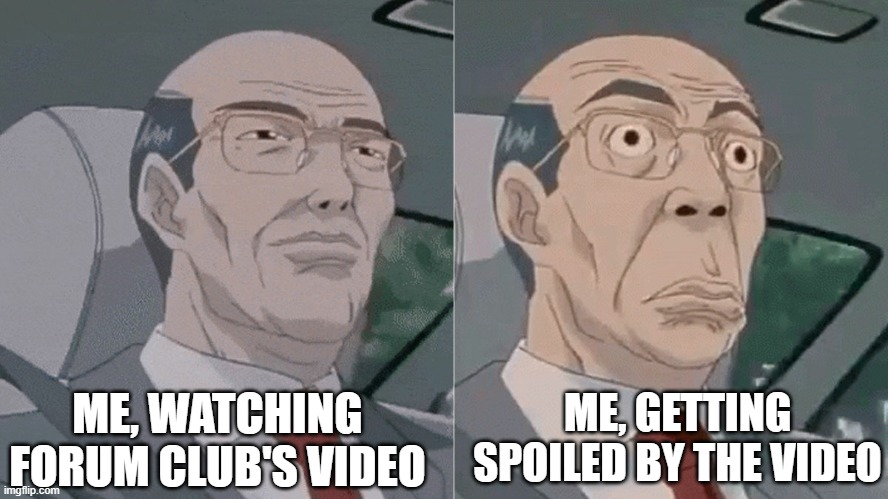 ME, WATCHING
FORUM CLUB'S VIDEO
ME, GETTING
SPOILED BY THE VIDEO
imgflip.com